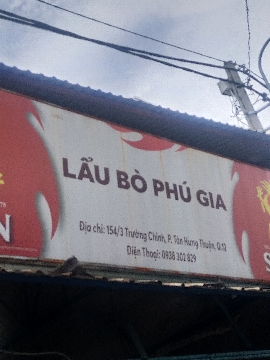 LẨU BÒ PHÚ GIA
Địa chỉ: 154/3 Trường Chinh, P. Tân Hưng Thuận, Q.12
Điện Thoại: 0938 302 829